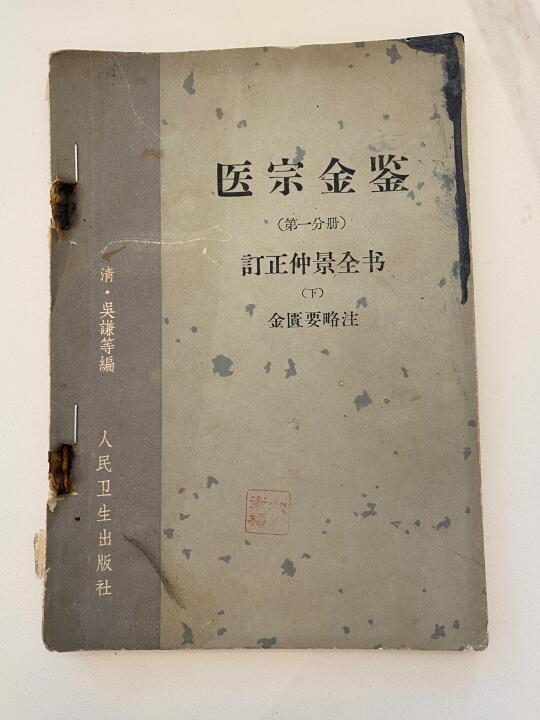 医宗金鉴
（第一分册）
訂正仲景全书
（下）
金匱要略注
清·吳謙等編
人民卫生出版社